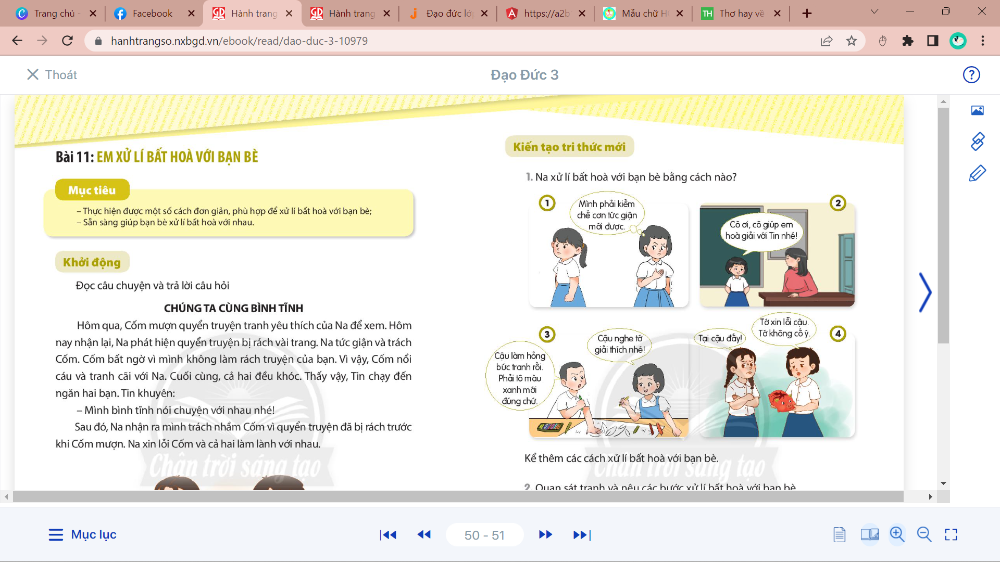 Trang chủ -
Facebook
Hành trang
Hành trang
Đạo đức lớp
https://a2b
Mẫu chữ H
Thơ hay về
hanhtrangso.nxbgd.vn/ebook/read/dao-duc-3-10979
Thoát
Đạo Đức 3
Bài 11: EM XỬ LÍ BẤT HOÀ VỚI BẠN BÈ
Mục tiêu
– Thực hiện được một số cách đơn giản, phù hợp để xử lí bất hoà với bạn bè;
– Sẵn sàng giúp bạn bè xử lí bất hoà với nhau.
Khởi động
Đọc câu chuyện và trả lời câu hỏi
CHÚNG TA CÙNG BÌNH TĨNH
Hôm qua, Cốm mượn quyển truyện tranh yêu thích của Na để xem. Hôm
nay nhận lại, Na phát hiện quyển truyện bị rách vài trang. Na tức giận và trách
Cốm. Cốm bất ngờ vì mình không làm rách truyện của bạn. Vì vậy, Cốm nổi
cáu và tranh cãi với Na. Cuối cùng, cả hai đều khóc. Thấy vậy, Tin chạy đến
ngăn hai bạn. Tin khuyên:
– Mình bình tĩnh nói chuyện với nhau nhé!
Sau đó, Na nhận ra mình trách nhầm Cốm vì quyển truyện đã bị rách trước
khi Cốm mượn. Na xin lỗi Cốm và cả hai làm lành với nhau.
Chân trời sáng tạo
Kiến tạo tri thức mới
1. Na xử lí bất hoà với bạn bè bằng cách nào?
1
Mình phải kiềm
chế cơn tức giận
mới được.
2
Cô ơi, cô giúp em
hoà giải với Tin nhé!
3
Cậu làm hỏng
bức tranh rồi.
Phải tô màu
xanh mới
đúng chứ.
Cậu nghe tớ
giải thích nhé!
4
Tại cậu đấy!
Tớ xin lỗi cậu.
Tớ không cố ý.
Kể thêm các cách xử lí bất hoà với bạn bè.
Chân trời sáng tạo
2. Quan sát tranh và nêu các bước xử lí bất hoà với bạn bè
Mục lục
50 - 51